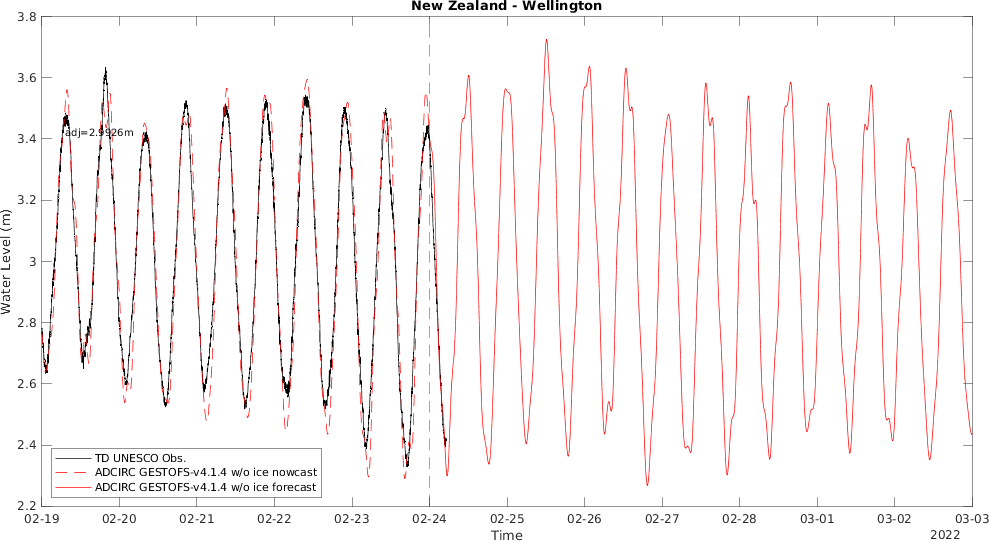 New Zealand - Wellington
3.8
3.6
3.4
3.2
3
2.8
2.6
2.4
2.2
Water Level (m)
adj=2.9926m
TD UNESCO Obs.
ADCIRC GESTOFS-v4.1.4 w/o ice nowcast
ADCIRC GESTOFS-v4.1.4 w/o ice forecast
02-19 02-20 02-21 02-22 02-23 02-24 02-25 02-26 02-27 02-28 03-01 03-02 03-03
Time
2022